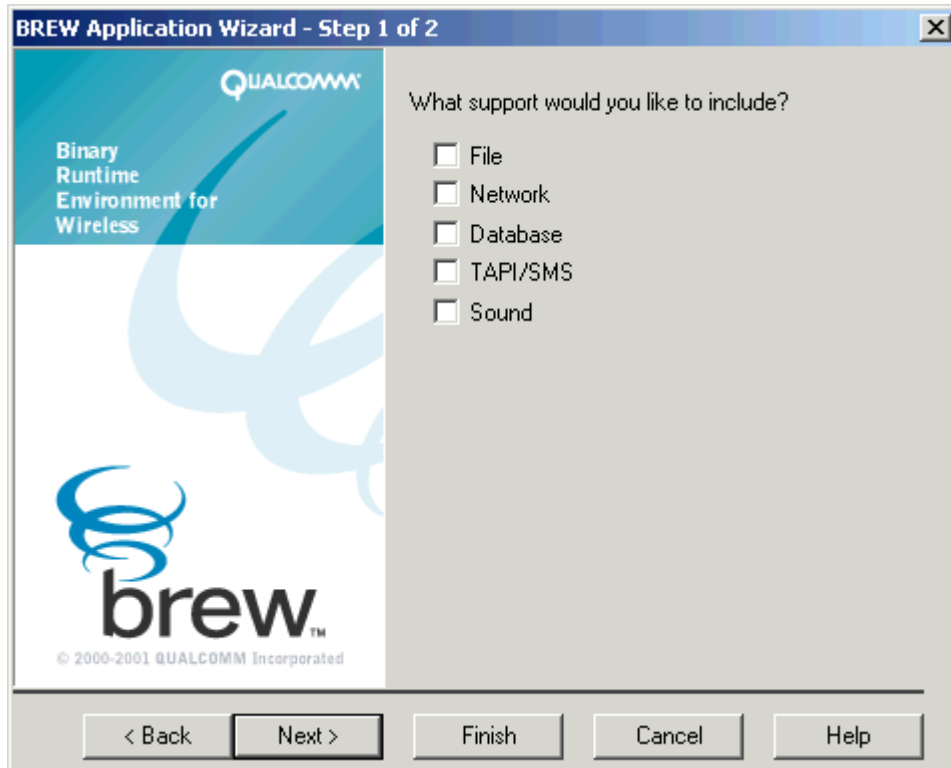 BREW Application Wizard - Step 1 of 2
QUALCOMM
Binary
Runtime
Environment for
Wireless
brew™
© 2000-2001 QUALCOMM Incorporated
What support would you like to include?
File
Network
Database
TAPI/SMS
Sound
< Back
Next >
Finish
Cancel
Help